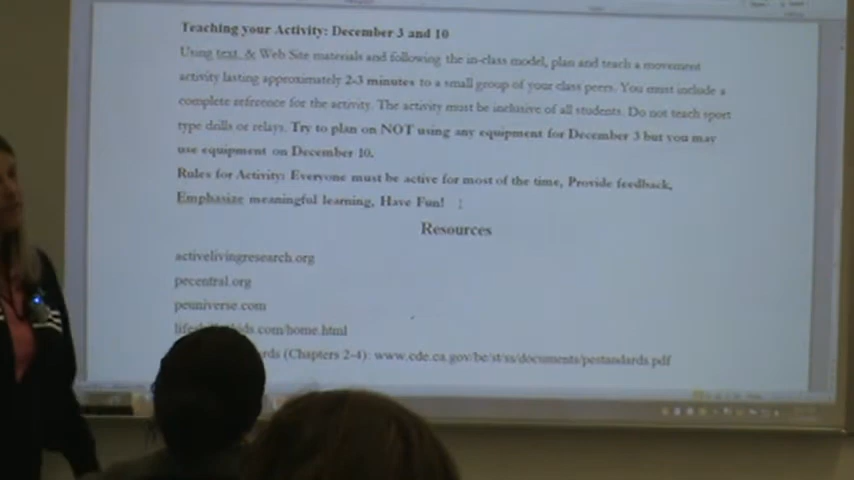 Teaching your Activity: December 3 and 10
Using text, & Web Site materials and following the in-class model, plan and teach a movement
activity lasting approximately 2-3 minutes to a small group of your class peers. You must include a
complete reference for the activity. The activity must be inclusive of all students. Do not teach sport
type drills or relays. Try to plan on NOT using any equipment for December 3 but you may
use equipment on December 10.
Rules for Activity: Everyone must be active for most of the time, Provide feedback,
Emphasize meaningful learning, Have Fun!
Resources
activelivingresearch.org
pecentral.org
peuniverse.com
kids.com/home.html
(Chapters 2-4): www.cde.ca.gov/be/st/ss/documents/pestandards.pdf